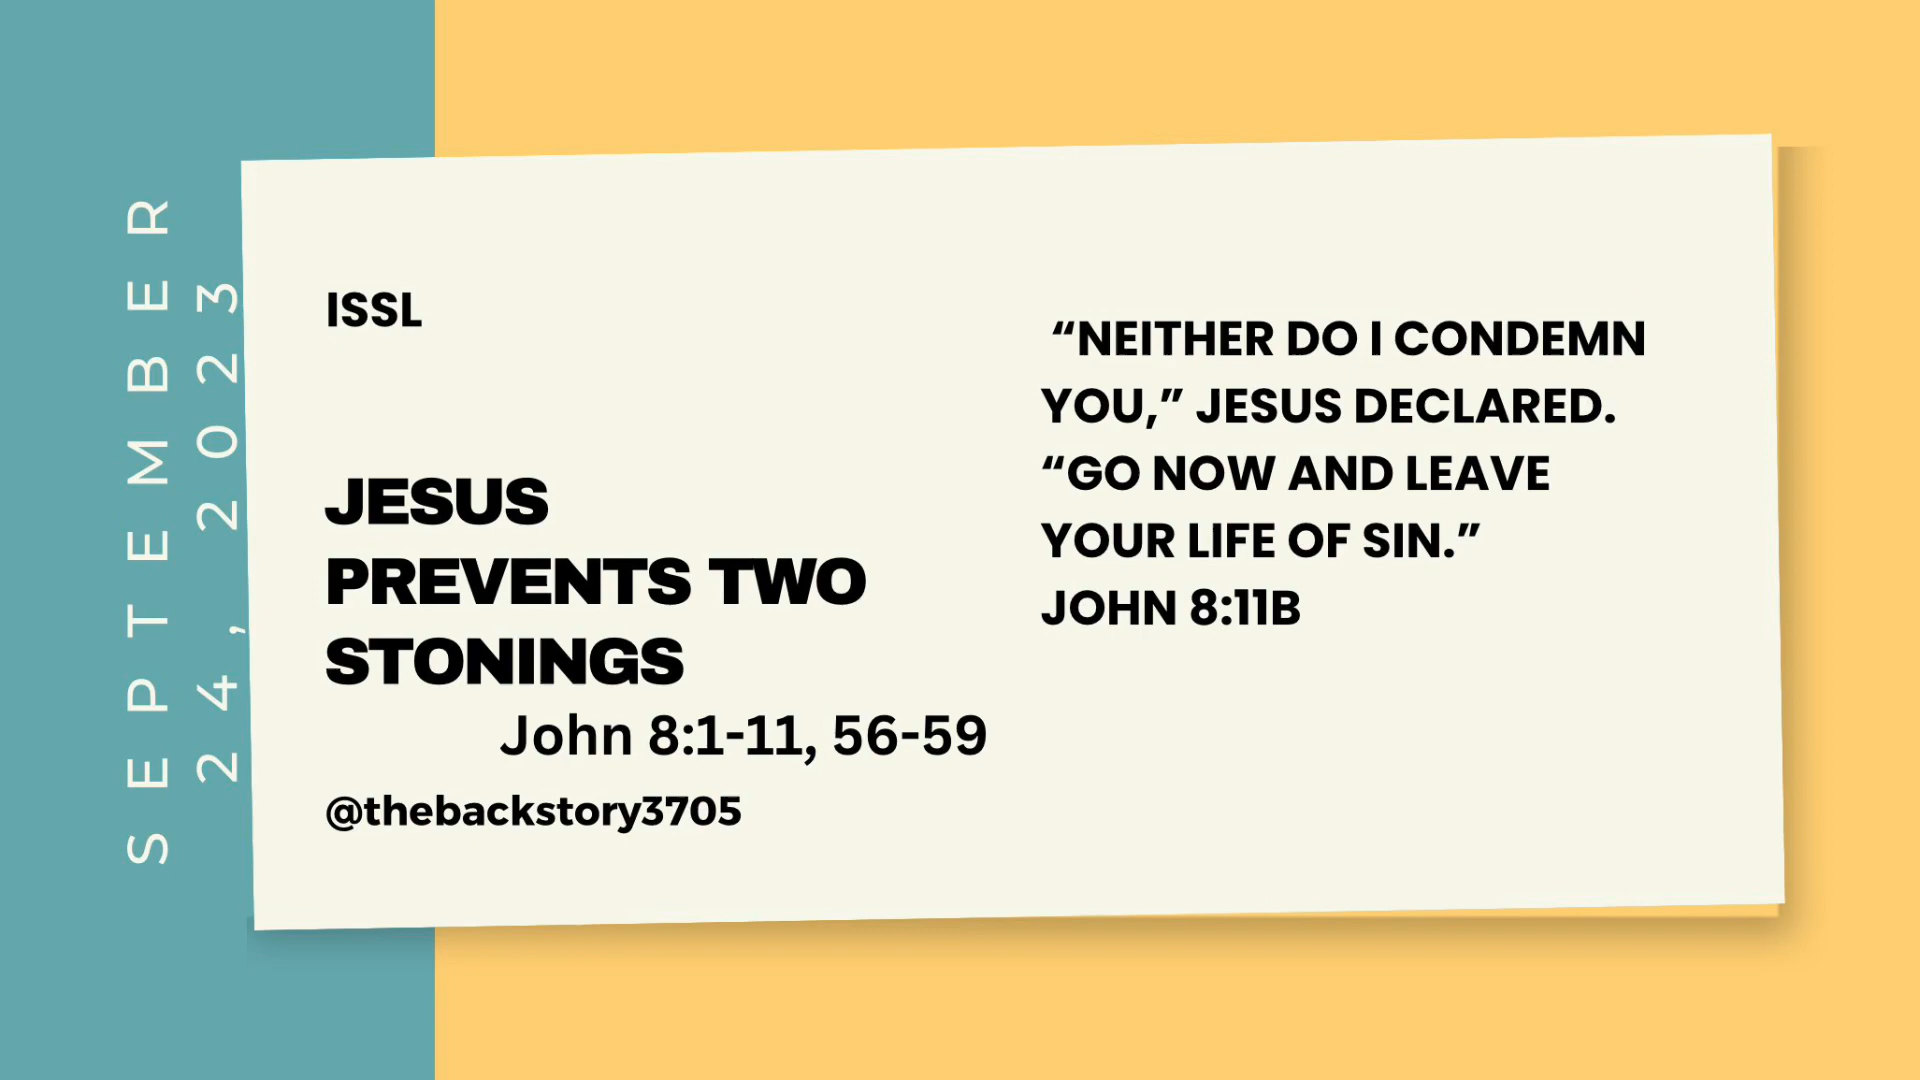 SEPTEMBER
24, 2023
ISSL
JESUS
PREVENTS TWO
STONINGS
John 8:1-11, 56-59
@thebackstory3705
“NEITHER DO I CONDEMN
YOU,” JESUS DECLARED.
“GO NOW AND LEAVE
YOUR LIFE OF SIN.”
JOHN 8:11B